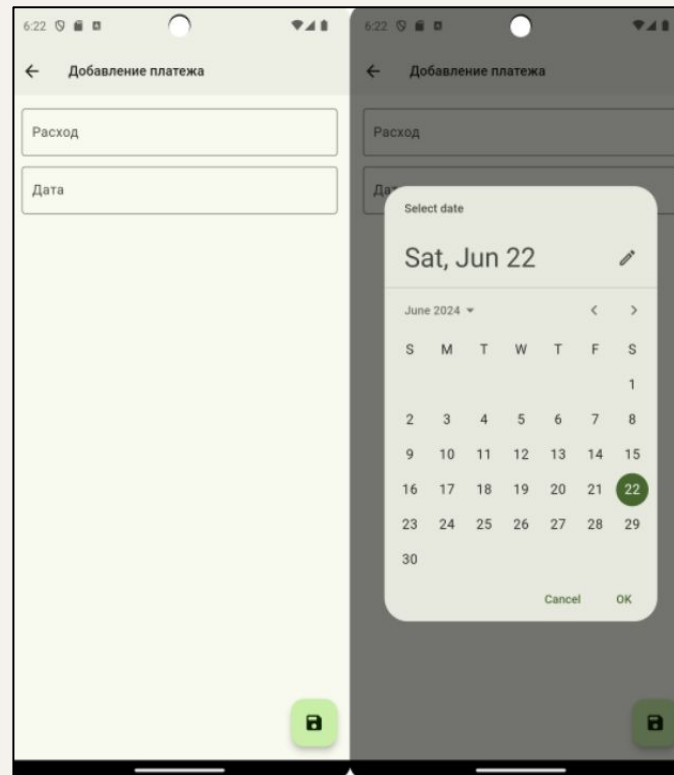 6:22
Добавление платежа
Расход
Дата
6:22
Добавление платежа
Расход
Да
Select date
Sat, Jun 22
June 2024
S M T W T F S
1
2 3 4 5 6 7 8
9 10 11 12 13 14 15
16 17 18 19 20 21 22
23 24 25 26 27 28 29
30
Cancel OK